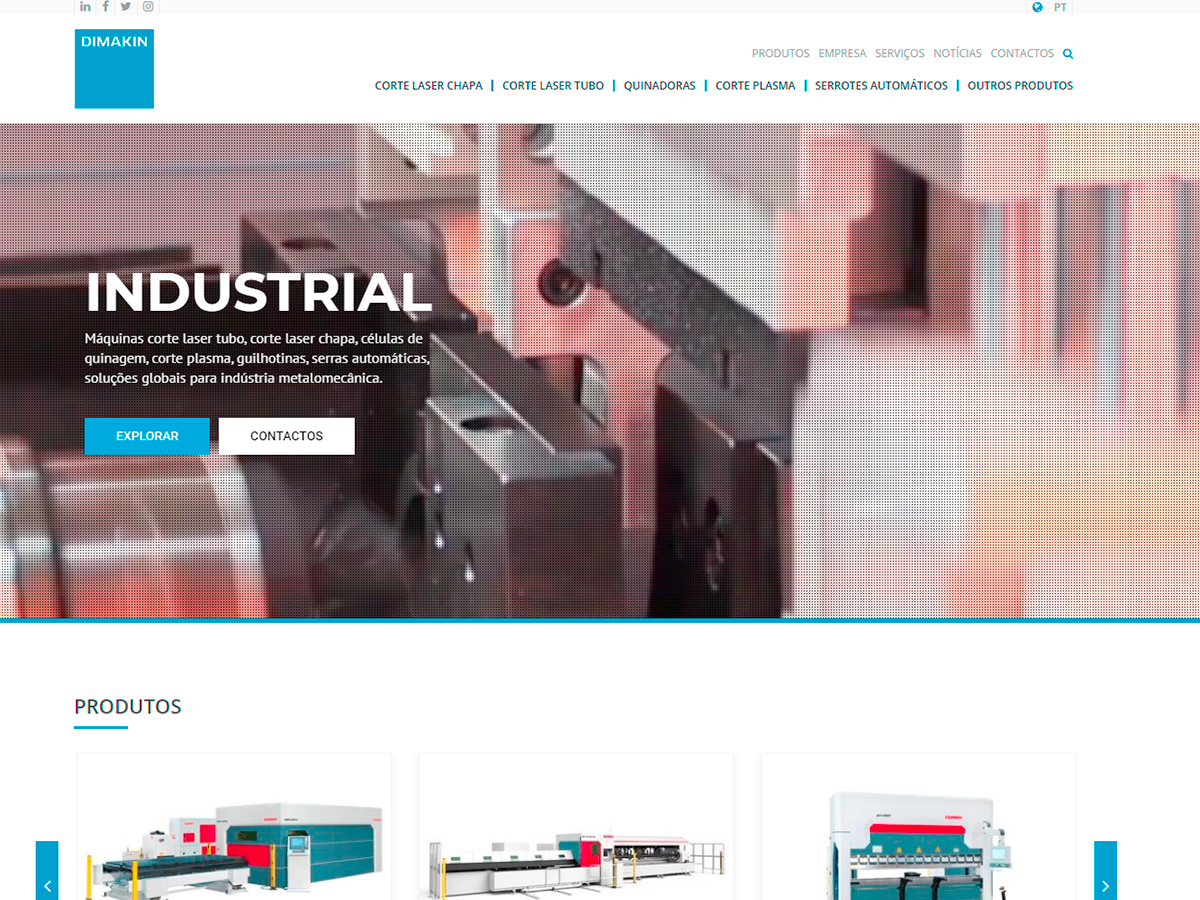 PT
DIMAKIN
PRODUTOS EMPRESA SERVIÇOS NOTÍCIAS CONTACTOS
CORTE LASER CHAPA | CORTE LASER TUBO | QUINADORAS | CORTE PLASMA | SERROTES AUTOMÁTICOS | OUTROS PRODUTOS
INDUSTRIAL
Máquinas corte laser tubo, corte laser chapa, células de
quinagem, corte plasma, guilhotinas, serras automáticas,
soluções globais para indústria metalomecânica.
EXPLORAR CONTACTOS
PRODUTOS